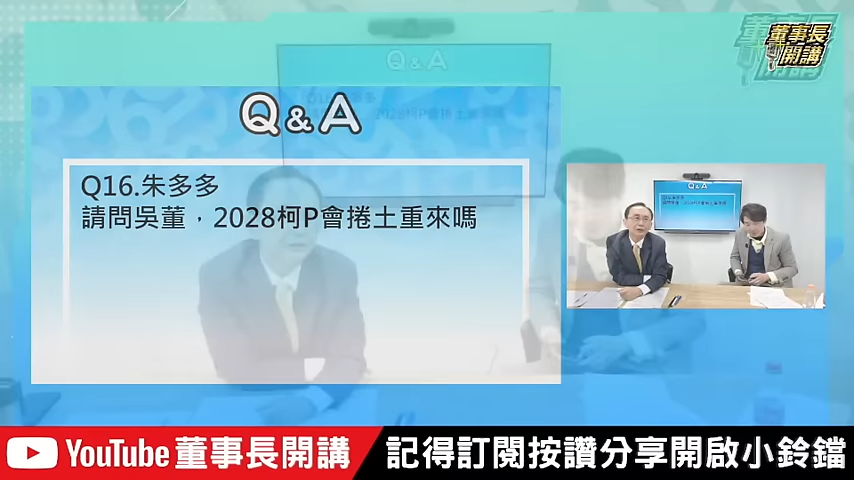 董事長
開講
Q & A
Q16.朱多多
請問吳董，2028柯P會捲土重來嗎
Q & A
YouTube 董事長開講
記得訂閱按讚分享開啟小鈴鐺